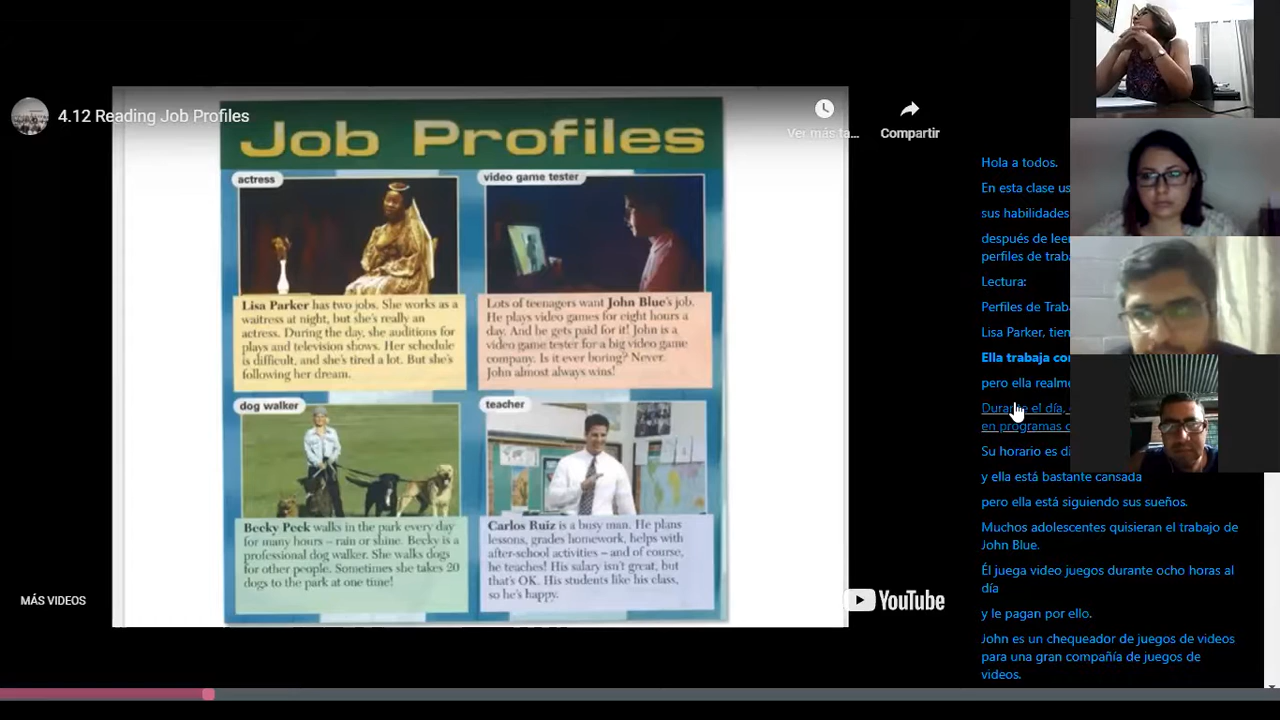 4.12 Reading Job Profiles
Ver más ta...
Compartir
Job Profiles
actress
Lisa Parker has two jobs. She works as a
waitress at night, but she's really an
actress. During the day, she auditions for
plays and television shows. Her schedule
is difficult, and she's tired a lot. But she's
following her dream.
video game tester
Lots of teenagers want John Blue's job.
He plays video games for eight hours a
day. And he gets paid for it! John is a
video game tester for a big video game
company. Is it ever boring? Never.
John almost always wins!
dog walker
Becky Peck walks in the park every day
for many hours – rain or shine. Becky is a
professional dog walker. She walks dogs
for other people. Sometimes she takes 20
dogs to the park at one time!
teacher
Carlos Ruiz is a busy man. He plans
lessons, grades homework, helps with
after-school activities – and of course,
he teaches! His salary isn't great, but
that's OK. His students like his class,
so he's happy.
MÁS VIDEOS
YouTube
Hola a todos.
En esta clase
sus habilidades
después de
perfiles de
Lectura:
Perfiles de
Lisa Parker,
Ella trabaja
pero ella
el día,
en programas
Su horario es
y ella está bastante cansada
pero ella está siguiendo sus sueños.
Muchos adolescentes quisieran el trabajo de
John Blue.
Él juega video juegos durante ocho horas al
día
y le pagan por ello.
John es un chequeador de juegos de videos
para una gran compañía de juegos de
videos.